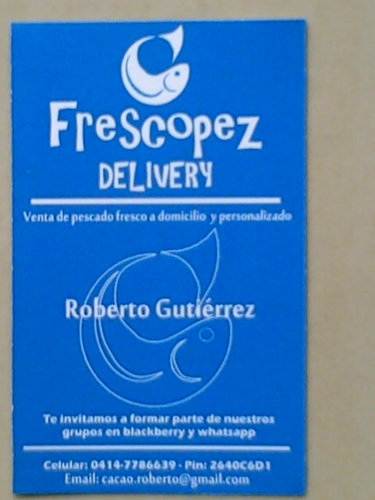 Frescopez
DELIVERY
Venta de pescado fresco a domicilio y personalizado
Roberto Gutiérrez
Te invitamos a formar parte de nuestros
grupos en blackberry y whatsapp
Celular: 0414-7786639 - Pin: 2640C6D1
Email: cacao.roberto@gmail.com